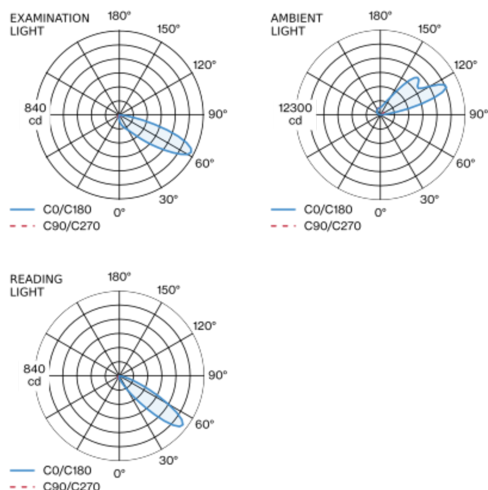 EXAMINATION
LIGHT
180°
150°
120°
840
cd
90°
60°
30°
0°
C0/C180
C90/C270
AMBIENT
LIGHT
180°
150°
120°
12300
cd
90°
60°
30°
0°
C0/C180
C90/C270
READING
LIGHT
180°
150°
120°
840
cd
90°
60°
30°
0°
C0/C180
C90/C270